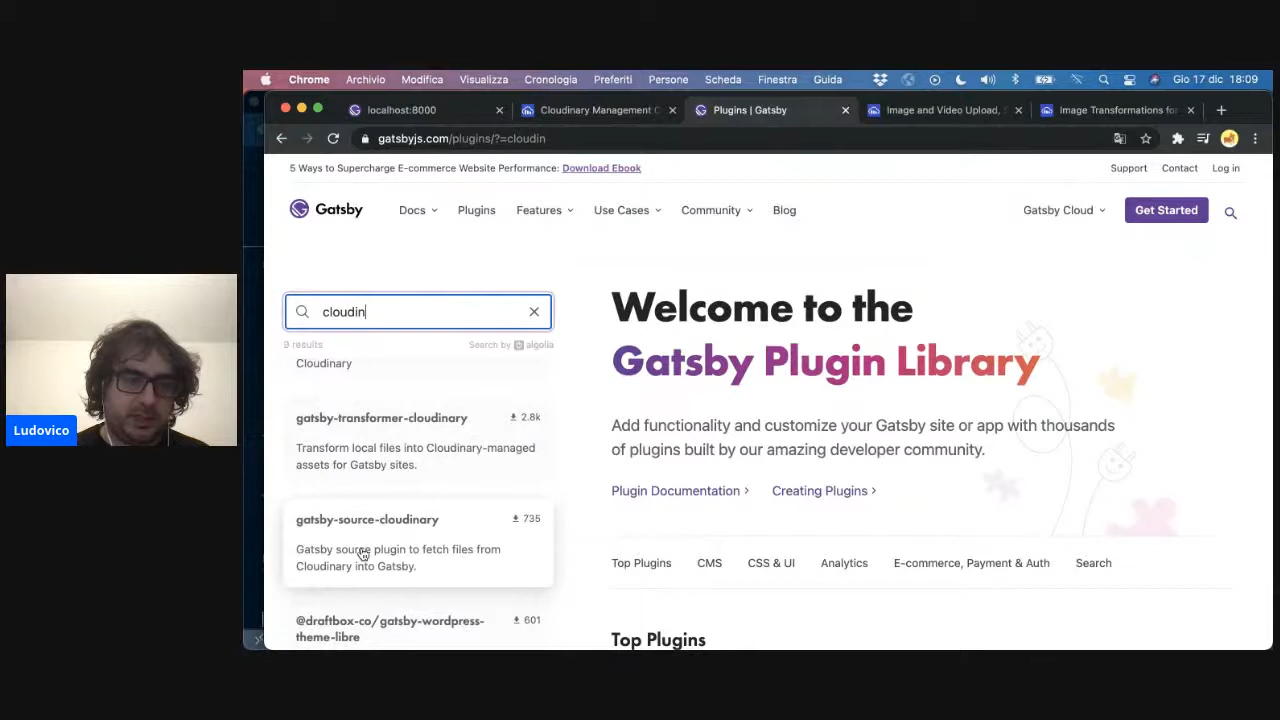 Chrome Archivio Modifica Visualizza Cronologia Preferiti Persone Scheda Finestra Guida Gio 17 dic 18:09
localhost:8000 Cloudinary Management C Plugins | Gatsby Image and Video Upload, Image Transformations for
gatsbyjs.com/plugins/?=cloudin
5 Ways to Supercharge E-commerce Website Performance: Download Ebook
Support Contact Log in
Gatsby Docs Plugins Features Use Cases Community Blog Gatsby Cloud Get Started
cloudin
9 results Search by algolia
Cloudinary
gatsby-transformer-cloudinary 2.8k
Transform local files into Cloudinary-managed
assets for Gatsby sites.
gatsby-source-cloudinary 735
Gatsby source plugin to fetch files from
Cloudinary into Gatsby.
@draftbox-co/gatsby-wordpress-
theme-libre
601
Welcome to the
Gatsby Plugin Library
Add functionality and customize your Gatsby site or app with thousands
of plugins built by our amazing developer community.
Plugin Documentation Creating Plugins
Top Plugins CMS CSS & UI Analytics E-commerce, Payment & Auth Search
Top Plugins
Ludovico